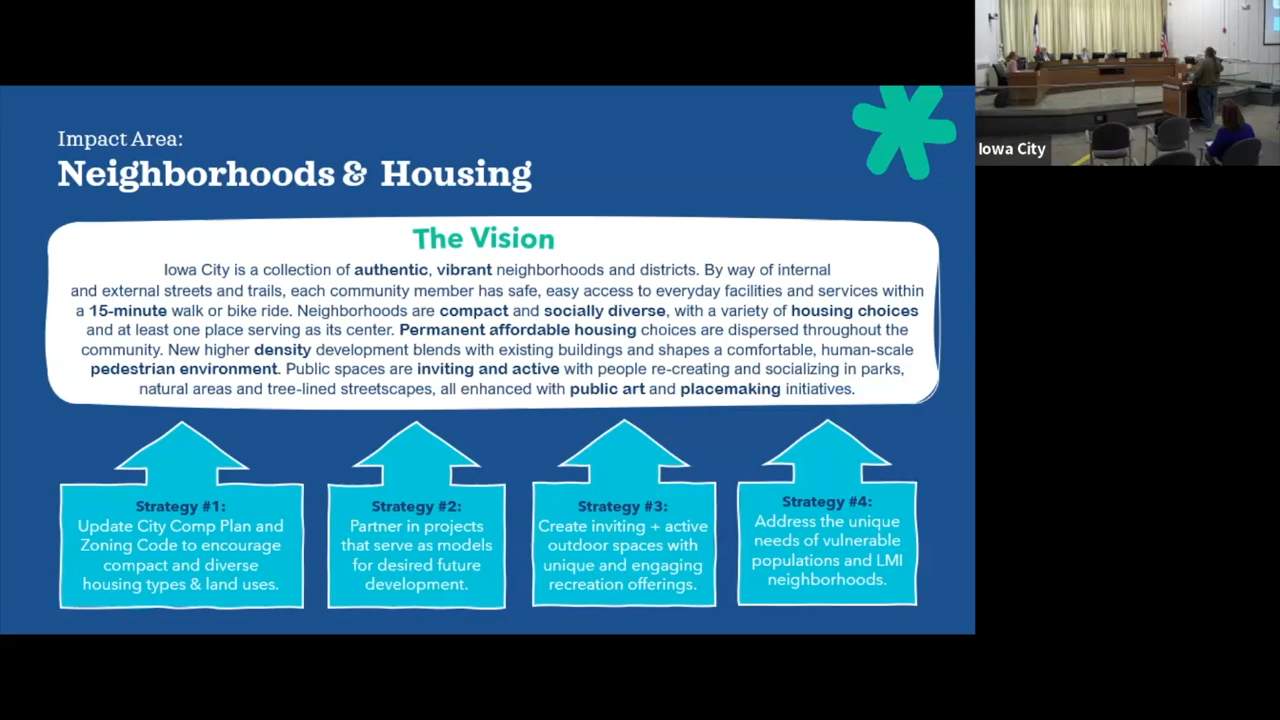 Impact Area:
Neighborhoods & Housing
The Vision
Iowa City is a collection of authentic, vibrant neighborhoods and districts. By way of internal
and external streets and trails, each community member has safe, easy access to everyday facilities and services within
a 15-minute walk or bike ride. Neighborhoods are compact and socially diverse, with a variety of housing choices
and at least one place serving as its center. Permanent affordable housing choices are dispersed throughout the
community. New higher density development blends with existing buildings and shapes a comfortable, human-scale
pedestrian environment. Public spaces are inviting and active with people re-creating and socializing in parks,
natural areas and tree-lined streetscapes, all enhanced with public art and placemaking initiatives.
Strategy #1:
Update City Comp Plan and
Zoning Code to encourage
compact and diverse
housing types & land uses.
Strategy #2:
Partner in projects
that serve as models
for desired future
development.
Strategy #3:
Create inviting + active
outdoor spaces with
unique and engaging
recreation offerings.
Strategy #4:
Address the unique
needs of vulnerable
populations and LMI
neighborhoods.
Iowa City